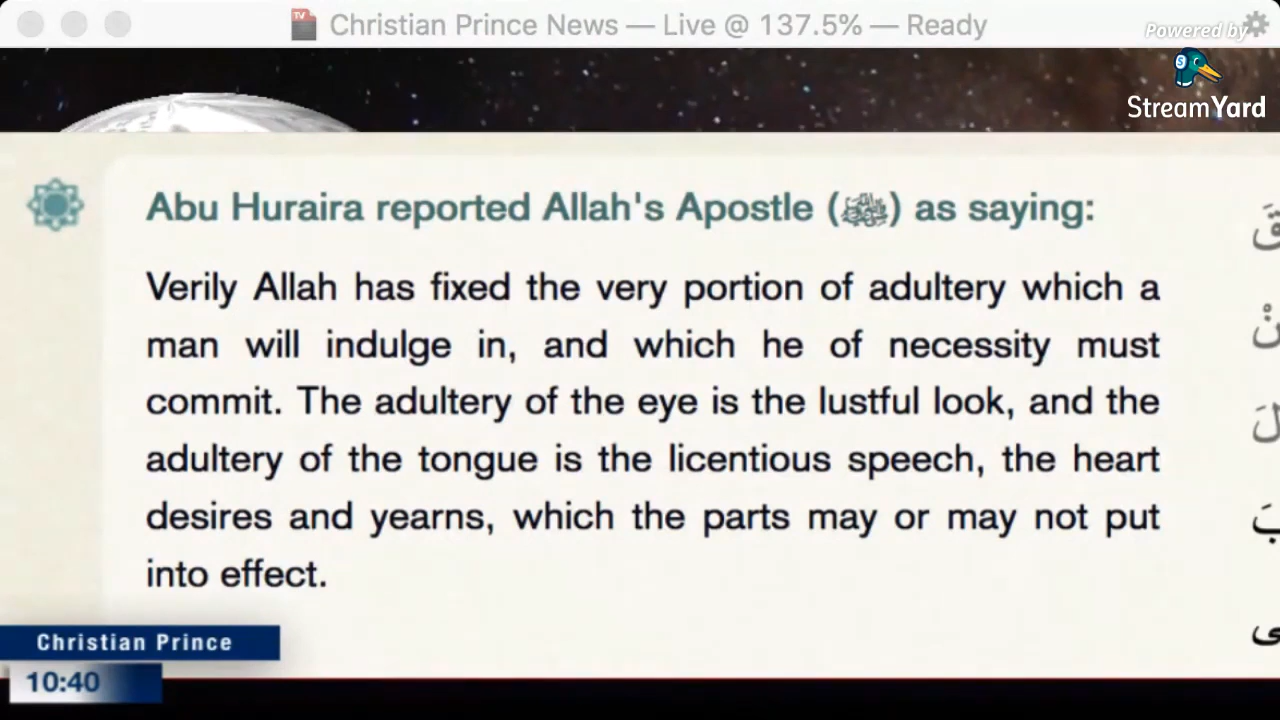 Christian Prince News — Live @ 137.5% — Ready
Powered by
StreamYard
Abu Huraira reported Allah's Apostle (ﷺ) as saying:
Verily Allah has fixed the very portion of adultery which a
man will indulge in, and which he of necessity must
commit. The adultery of the eye is the lustful look, and the
adultery of the tongue is the licentious speech, the heart
desires and yearns, which the parts may or may not put
into effect.
Christian Prince
10:40